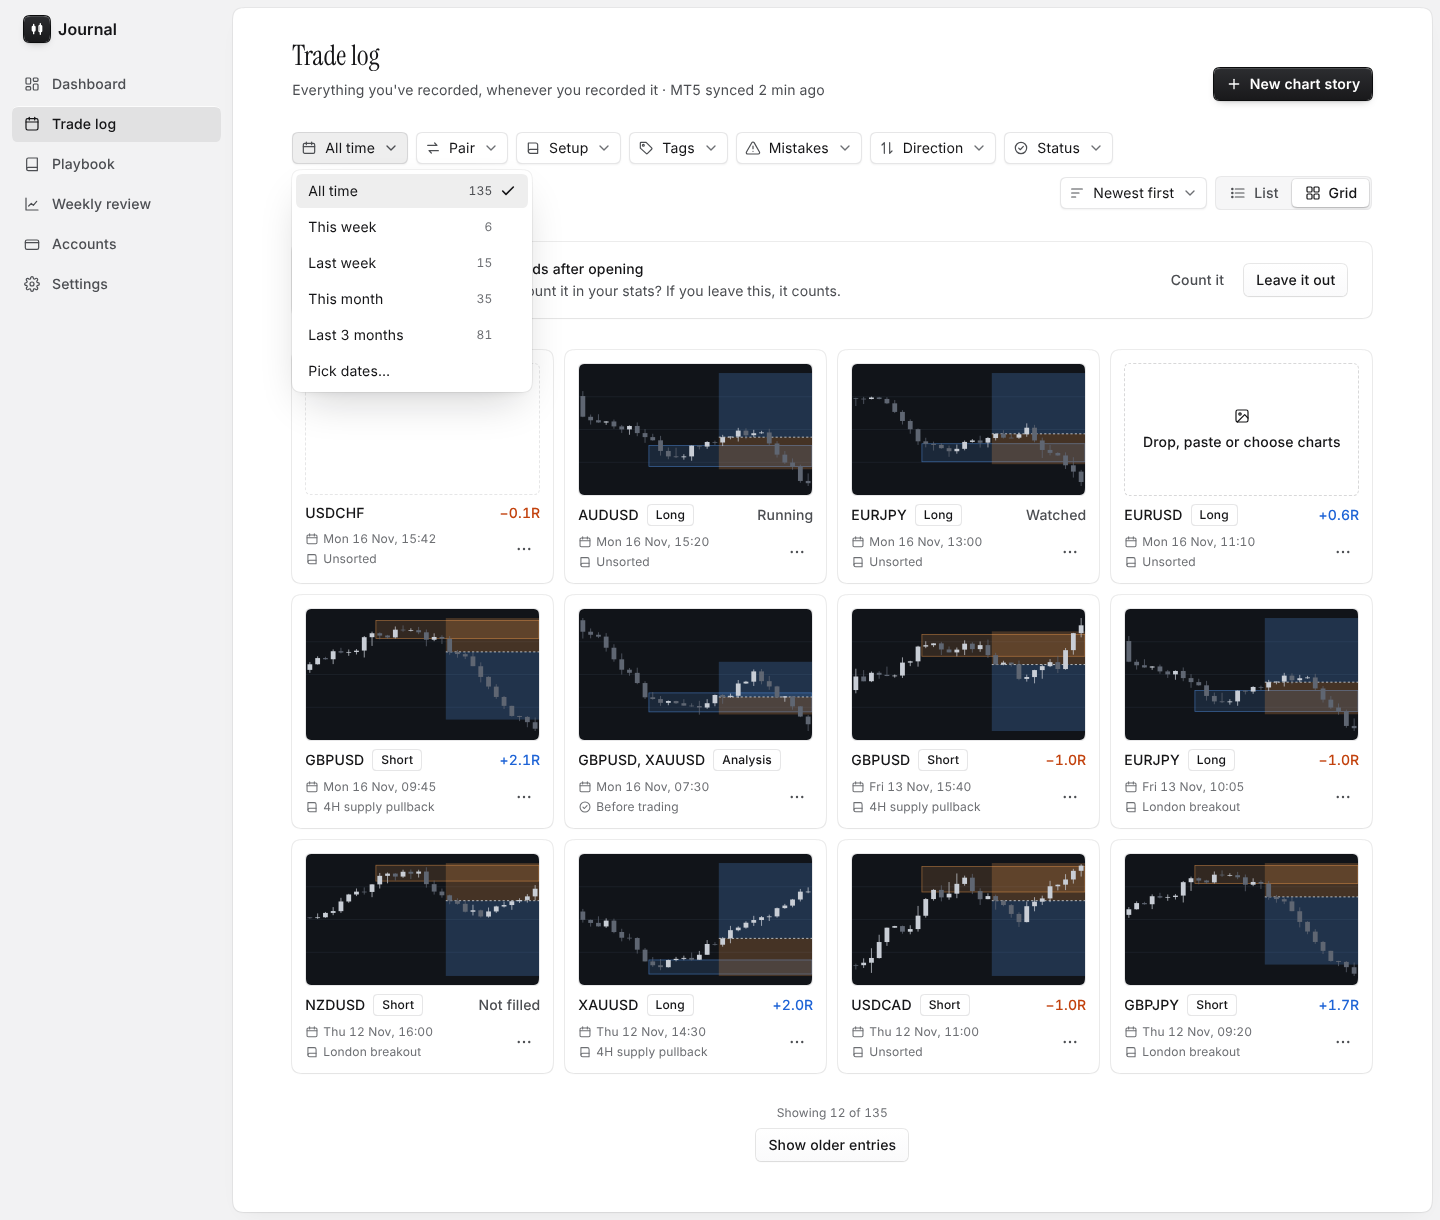 Journal
Dashboard
Trade log
Playbook
Weekly review
Accounts
Settings
Trade log
Everything you've recorded, whenever you recorded it · MT5 synced 2 min ago
New chart story
All time
Pair
Setup
Tags
Mistakes
Direction
Status
All time 135
This week 6
Last week 15
This month 35
Last 3 months 81
Pick dates...
Newest first
List
Grid
ds after opening
ount it in your stats? If you leave this, it counts.
Count it
Leave it out
USDCHF −0.1R
Mon 16 Nov, 15:42
Unsorted
AUDUSD Long Running
Mon 16 Nov, 15:20
Unsorted
EURJPY Long Watched
Mon 16 Nov, 13:00
Unsorted
Drop, paste or choose charts
EURUSD Long +0.6R
Mon 16 Nov, 11:10
Unsorted
GBPUSD Short +2.1R
Mon 16 Nov, 09:45
4H supply pullback
GBPUSD, XAUUSD Analysis
Mon 16 Nov, 07:30
Before trading
GBPUSD Short −1.0R
Fri 13 Nov, 15:40
4H supply pullback
EURJPY Long −1.0R
Fri 13 Nov, 10:05
London breakout
NZDUSD Short Not filled
Thu 12 Nov, 16:00
London breakout
XAUUSD Long +2.0R
Thu 12 Nov, 14:30
4H supply pullback
USDCAD Short −1.0R
Thu 12 Nov, 11:00
Unsorted
GBPJPY Short +1.7R
Thu 12 Nov, 09:20
London breakout
Showing 12 of 135
Show older entries